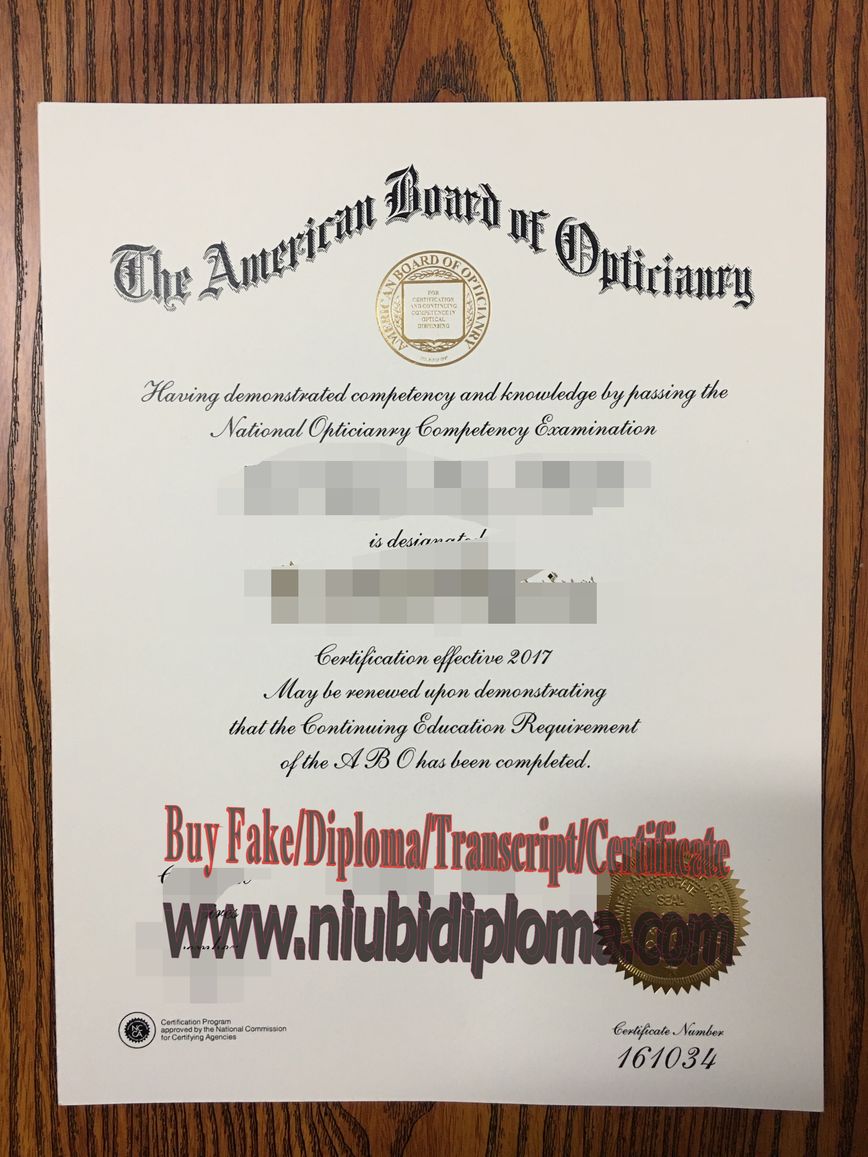 The American Board of Opticianry
AMERICAN BOARD OF OPTICIANRY
FOR
CERTIFICATION
AND CONTINUING
COMPETENCE IN
OPTICAL
DISPENSING
Having demonstrated competency and knowledge by passing the
National Opticianry Competency Examination
is designated
Certification effective 2017
May be renewed upon demonstrating
that the Continuing Education Requirement
of the A B O has been completed.
Buy Fake/Diploma/Transcript/Certificate
www.niubidiploma.com
CORPORATE
SEAL
Certification Program
approved by the National Commission
for Certifying Agencies
Certificate Number
161034